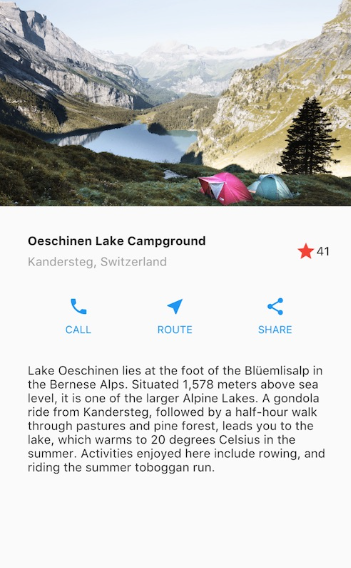 Oeschinen Lake Campground
Kandersteg, Switzerland
41
CALL
ROUTE
SHARE
Lake Oeschinen lies at the foot of the Blüemlisalp in
the Bernese Alps. Situated 1,578 meters above sea
level, it is one of the larger Alpine Lakes. A gondola
ride from Kandersteg, followed by a half-hour walk
through pastures and pine forest, leads you to the
lake, which warms to 20 degrees Celsius in the
summer. Activities enjoyed here include rowing, and
riding the summer toboggan run.